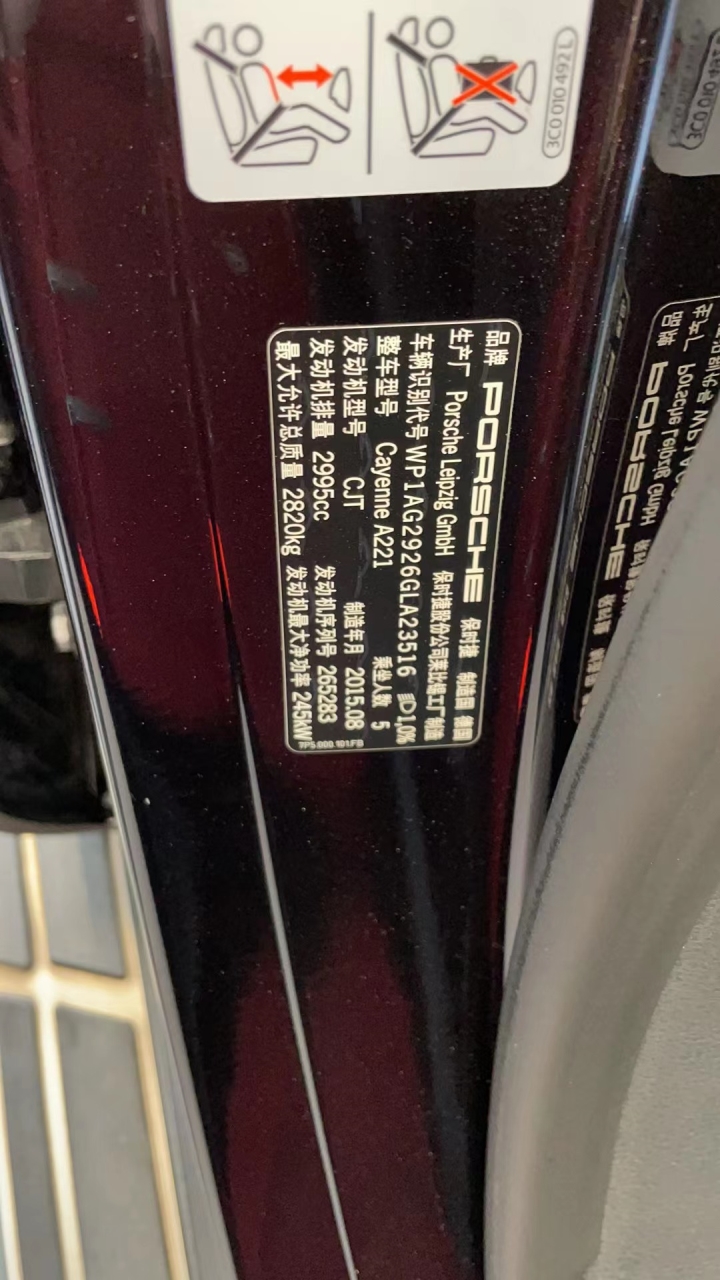 3C0 010 492 L
品牌 PORSCHE 保时捷 制造国 德国
生产厂 Porsche Leipzig GmbH 保时捷股份公司莱比锡工厂制造
车辆识别代号 WP1AG2926GLA23516 1,0%
整车型号 Cayenne A221 乘坐人数 5
发动机型号 CJT 制造年月 2015.08
发动机排量 2995cc 发动机序列号 265283
最大允许总质量 2820kg 发动机最大净功率 245kW
7P5.000.101.FB